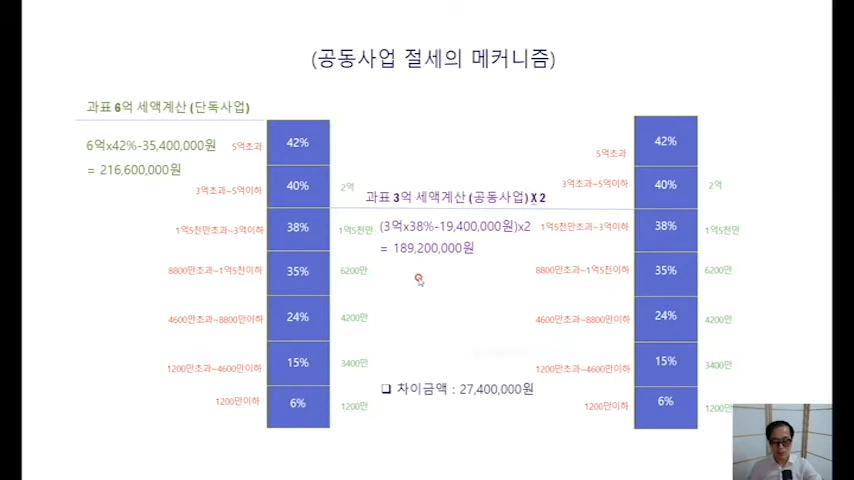 (공동사업 절세의 메커니즘)
과표 6억 세액계산 (단독사업)
6억x42%-35,400,000원
= 216,600,000원
5억초과
42%
3억초과~5억이하
40%
2억
1억5천만초과~3억이하
38%
1억5천만
8800만초과~1억5천이하
35%
6200만
4600만초과~8800만이하
24%
4200만
1200만초과~4600만이하
15%
3400만
1200만이하
6%
1200만
과표 3억 세액계산 (공동사업) X 2
(3억x38%-19,400,000원)x2
= 189,200,000원
❑ 차이금액 : 27,400,000원
5억초과
42%
3억초과~5억이하
40%
2억
1억5천만초과~3억이하
38%
1억5천만
8800만초과~1억5천이하
35%
6200만
4600만초과~8800만이하
24%
4200만
1200만초과~4600만이하
15%
3400만
1200만이하
6%
1200만